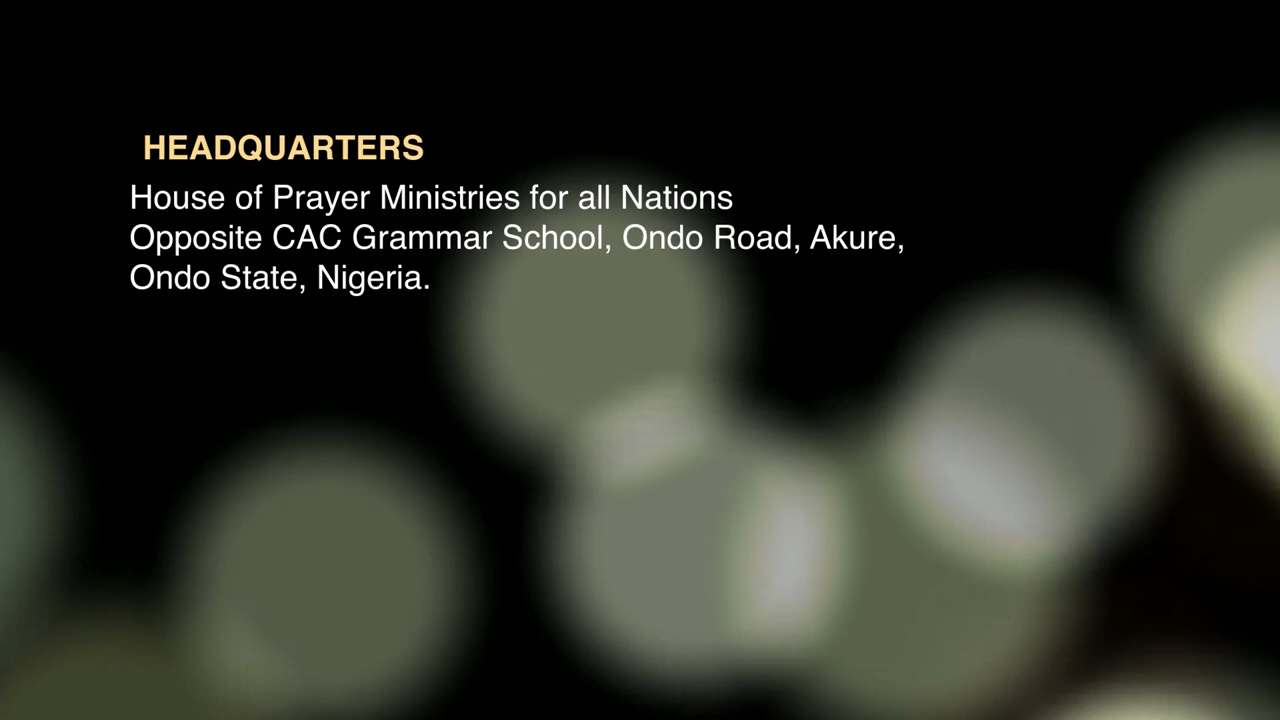 HEADQUARTERS
House of Prayer Ministries for all Nations
Opposite CAC Grammar School, Ondo Road, Akure,
Ondo State, Nigeria.